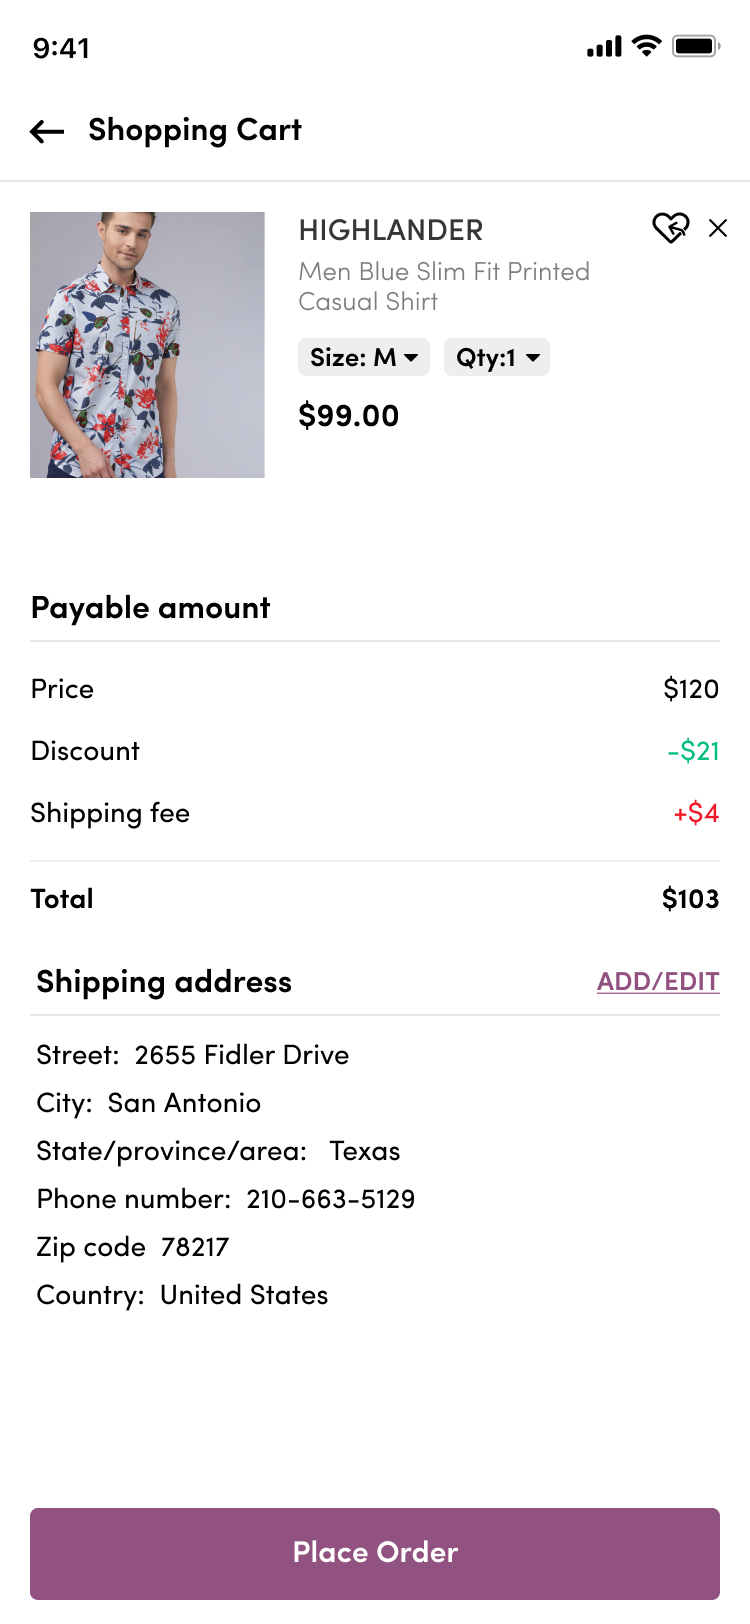 9:41
Shopping Cart
HIGHLANDER
Men Blue Slim Fit Printed
Casual Shirt
Size: M
Qty:1
$99.00
Payable amount
Price $120
Discount -$21
Shipping fee +$4
Total $103
Shipping address ADD/EDIT
Street: 2655 Fidler Drive
City: San Antonio
State/province/area: Texas
Phone number: 210-663-5129
Zip code 78217
Country: United States
Place Order